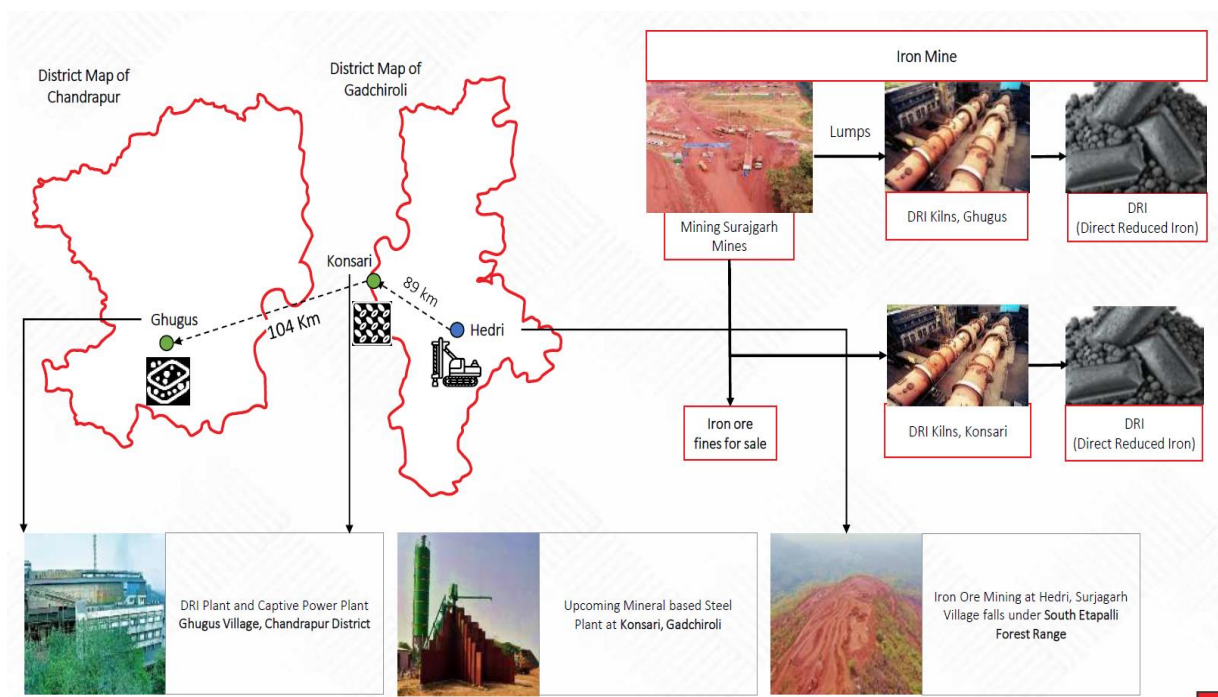 District Map of
Chandrapur
District Map of
Gadchiroli
Konsari
89 km
104 Km
Ghugus
Hedri
Iron Mine
Lumps
Mining Surajgarh
Mines
DRI Kilns, Ghugus
DRI
(Direct Reduced Iron)
Iron ore
fines for sale
DRI Kilns, Konsari
DRI
(Direct Reduced Iron)
DRI Plant and Captive Power Plant
Ghugus Village, Chandrapur District
Upcoming Mineral based Steel
Plant at Konsari, Gadchiroli
Iron Ore Mining at Hedri, Surjagarh
Village falls under South Etapalli
Forest Range